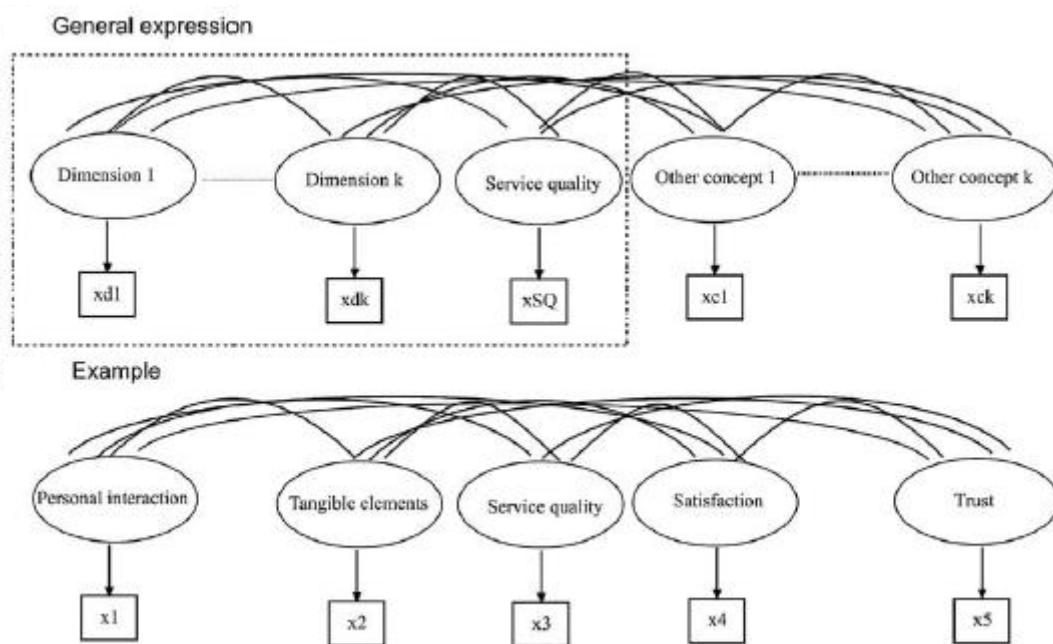 General expression
Dimension 1
Dimension k
Service quality
Other concept 1
Other concept k
xd1
xdk
xSQ
xc1
xck
Example
Personal interaction
Tangible elements
Service quality
Satisfaction
Trust
x1
x2
x3
x4
x5